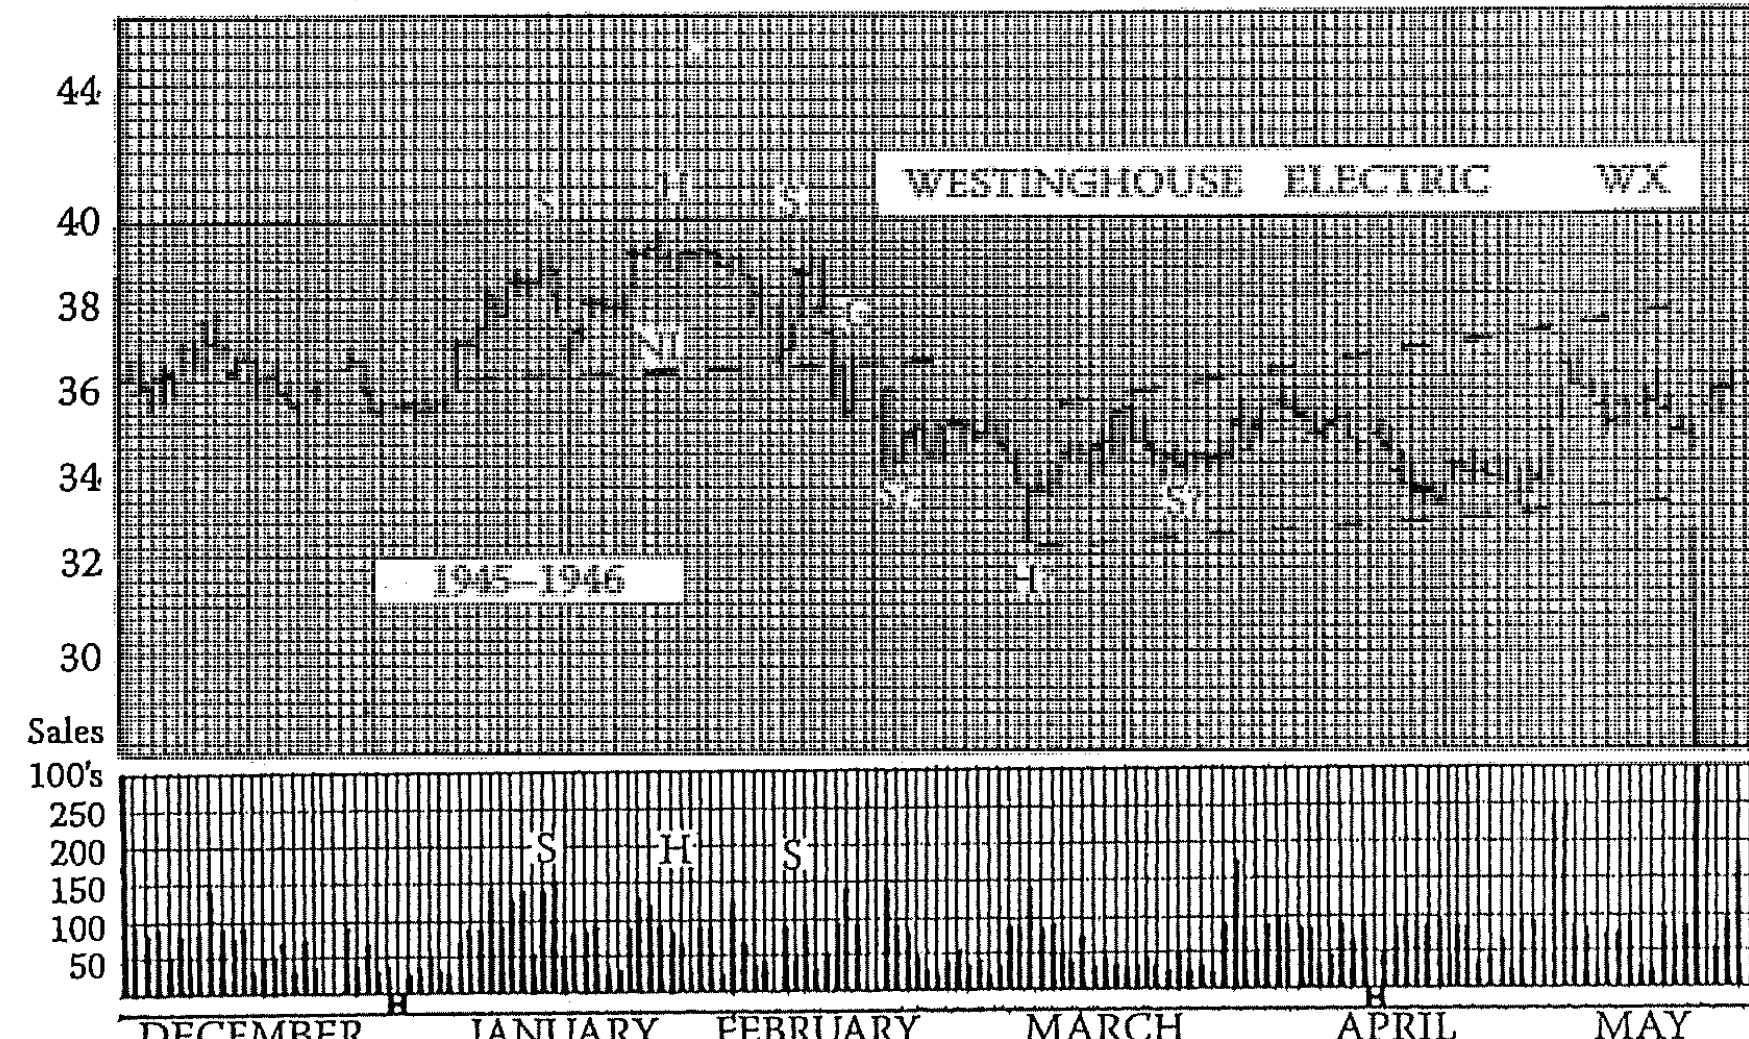 44
S H S
WESTINGHOUSE ELECTRIC WX
40
38
NL
36
34
S? S?
32
1945–1946
H?
30
Sales
100's
250
S H S
200
150
100
50
H H
DECEMBER JANUARY FEBRUARY MARCH APRIL MAY